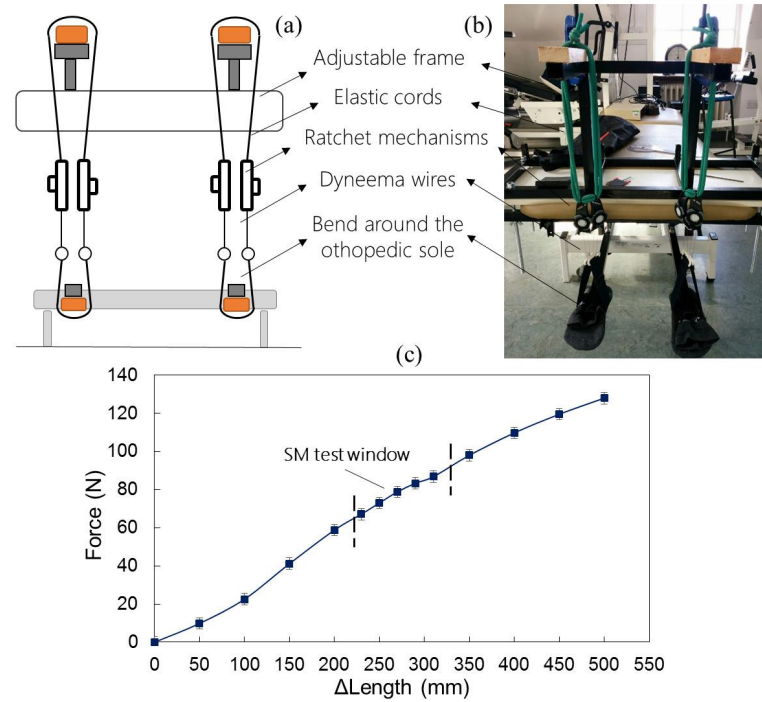 (a)
(b)
Adjustable frame
Elastic cords
Ratchet mechanisms
Dyneema wires
Bend around the
othopedic sole
(c)
140
120
100
80
60
40
20
0
Force (N)
SM test window
0 50 100 150 200 250 300 350 400 450 500 550
ΔLength (mm)